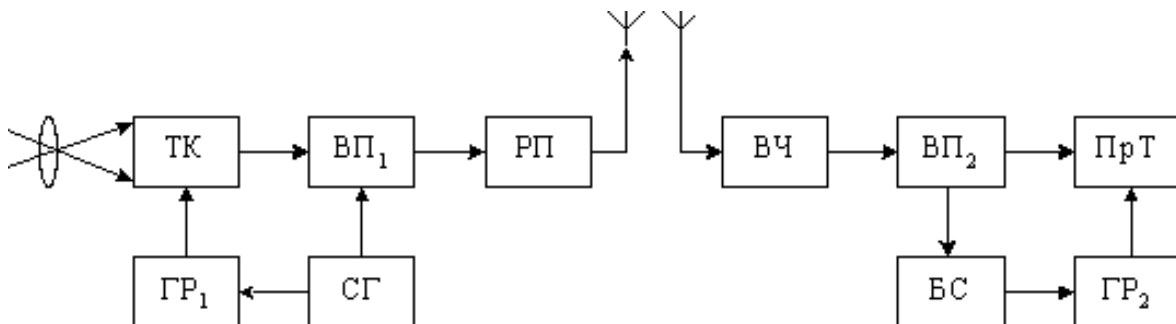 ТК ВП₁ РП ВЧ ВП₂ ПрТ
ГР₁ СГ БС ГР₂